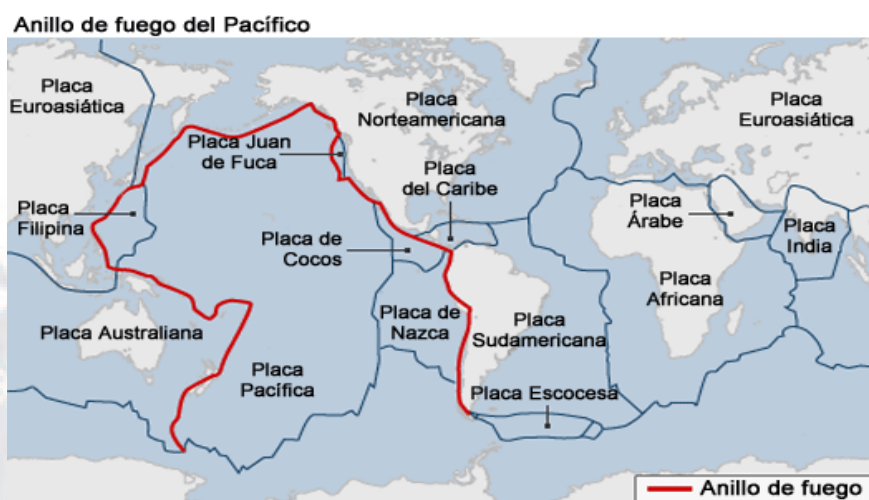 Anillo de fuego del Pacífico
Placa
Euroasiática
Placa
Norteamericana
Placa
Euroasiática
Placa Juan
de Fuca
Placa
del Caribe
Placa
Filipina
Placa
Árabe
Placa
India
Placa de
Cocos
Placa
Africana
Placa Australiana
Placa de
Nazca
Placa
Sudamericana
Placa
Pacífica
Placa Escocesa
Anillo de fuego